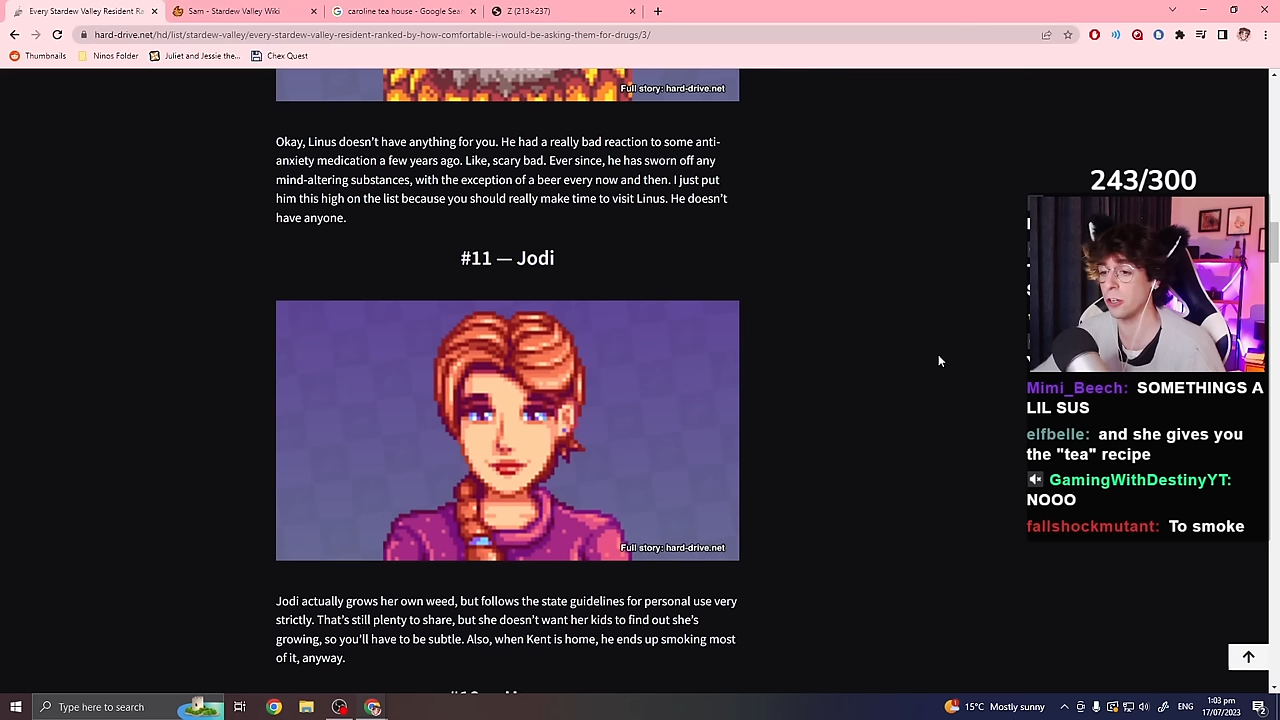 Every Stardew Valley Resident Ra
Sam - Stardew Valley Wiki
caroline tea house - Google Sea
Z (213×237)
hard-drive.net/hd/list/stardew-valley/every-stardew-valley-resident-ranked-by-how-comfortable-i-would-be-asking-them-for-drugs/3/
Thumbnails
Ninos Folder
Juliet and Jessie the...
Chex Quest
Full story: hard-drive.net
Okay, Linus doesn’t have anything for you. He had a really bad reaction to some anti-
anxiety medication a few years ago. Like, scary bad. Ever since, he has sworn off any
mind-altering substances, with the exception of a beer every now and then. I just put
him this high on the list because you should really make time to visit Linus. He doesn’t
have anyone.
#11 — Jodi
Full story: hard-drive.net
Jodi actually grows her own weed, but follows the state guidelines for personal use very
strictly. That’s still plenty to share, but she doesn’t want her kids to find out she’s
growing, so you’ll have to be subtle. Also, when Kent is home, he ends up smoking most
of it, anyway.
243/300
Mimi_Beech: SOMETHINGS A
LIL SUS
elfbelle: and she gives you
the "tea" recipe
GamingWithDestinyYT:
NOOO
fallshockmutant: To smoke
Type here to search
15°C Mostly sunny
ENG
1:03 pm
17/07/2023